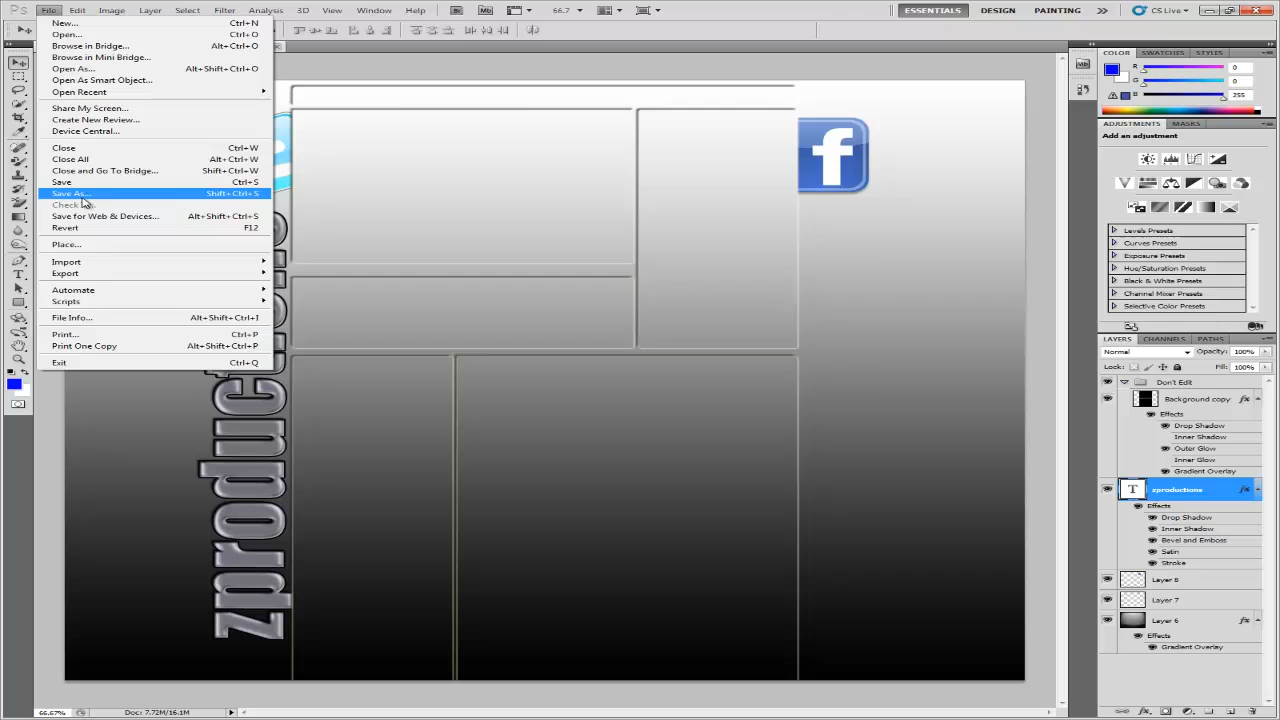 Ps File Edit Image Layer Select Filter Analysis 3D View Window Help Br Mb 66.7 ESSENTIALS DESIGN PAINTING CS Live
New... Ctrl+N
Open... Ctrl+O
Browse in Bridge... Alt+Ctrl+O
Browse in Mini Bridge...
Open As... Alt+Shift+Ctrl+O
Open As Smart Object...
Open Recent
Share My Screen...
Create New Review...
Device Central...
Close Ctrl+W
Close All Alt+Ctrl+W
Close and Go To Bridge... Shift+Ctrl+W
Save Ctrl+S
Save As... Shift+Ctrl+S
Check
Save for Web & Devices... Alt+Shift+Ctrl+S
Revert F12
Place...
Import
Export
Automate
Scripts
File Info... Alt+Shift+Ctrl+I
Print... Ctrl+P
Print One Copy Alt+Shift+Ctrl+P
Exit Ctrl+Q
f
zproduct
COLOR SWATCHES STYLES
R 0
G 0
B 255
ADJUSTMENTS MASKS
Add an adjustment
Levels Presets
Curves Presets
Exposure Presets
Hue/Saturation Presets
Black & White Presets
Channel Mixer Presets
Selective Color Presets
LAYERS CHANNELS PATHS
Normal Opacity: 100%
Lock: Fill: 100%
Don't Edit
Background copy fx
Effects
Drop Shadow
Inner Shadow
Outer Glow
Inner Glow
Gradient Overlay
T zproductions fx
Effects
Drop Shadow
Inner Shadow
Bevel and Emboss
Satin
Stroke
Layer 8
Layer 7
Layer 6 fx
Effects
Gradient Overlay
66.67% Doc: 7.72M/16.1M